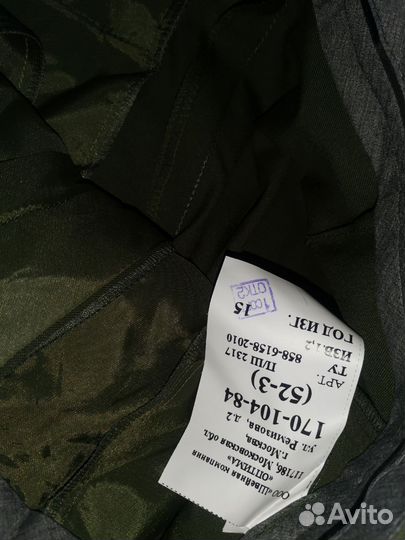 ООО «Швейная компания
"ОПТИМА"
117186, Московская обл.
г.Москва,
ул. Ремизова, д.2
170-104-84
(52-3)
АРТ. П/Ш 2317
ТУ 858-6158-2010
ИЗВ.1,2
ГОД ИЗГ. 15
ОТК2
Avito